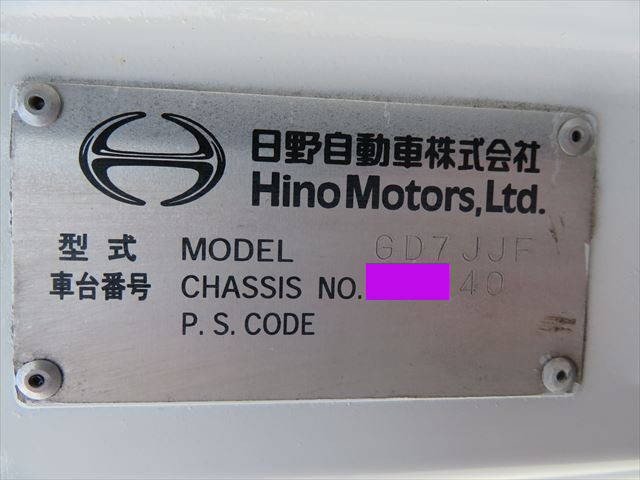 日野自動車株式会社
Hino Motors, Ltd.
型式 MODEL GD7JJF
車台番号 CHASSIS NO. 40
P. S. CODE